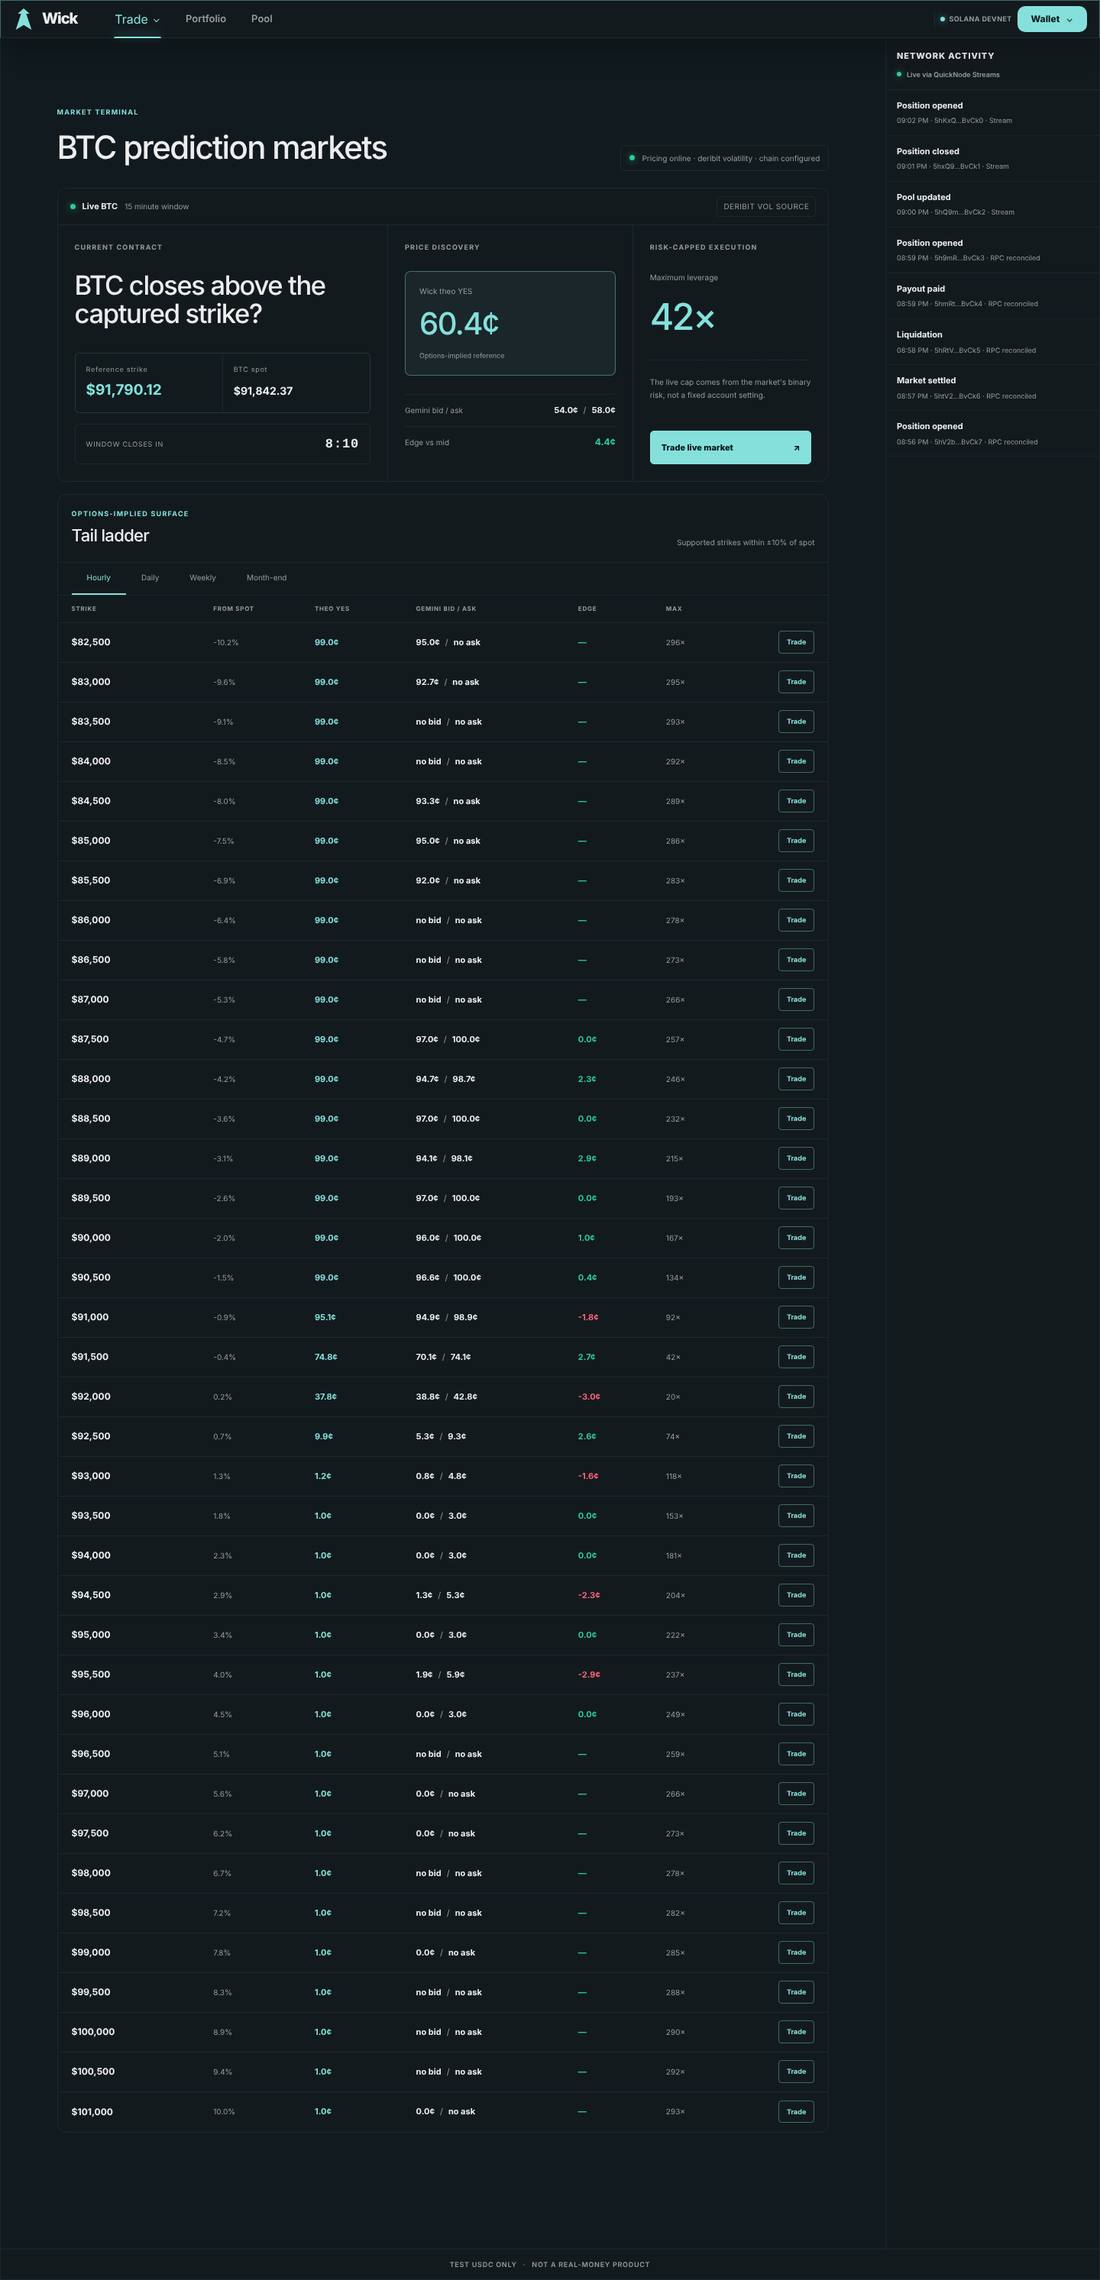 Wick
Trade
Portfolio
Pool
SOLANA DEVNET
Wallet
MARKET TERMINAL
BTC prediction markets
Pricing online · deribit volatility · chain configured
Live BTC 15 minute window
DERIBIT VOL SOURCE
CURRENT CONTRACT
BTC closes above the
captured strike?
Reference strike
$91,790.12
BTC spot
$91,842.37
WINDOW CLOSES IN
8:10
PRICE DISCOVERY
Wick theo YES
60.4¢
Options-implied reference
Gemini bid / ask 54.0¢ / 58.0¢
Edge vs mid 4.4¢
RISK-CAPPED EXECUTION
Maximum leverage
42×
The live cap comes from the market's binary
risk, not a fixed account setting.
Trade live market
OPTIONS-IMPLIED SURFACE
Tail ladder
Supported strikes within ±10% of spot
Hourly Daily Weekly Month-end
STRIKE FROM SPOT THEO YES GEMINI BID / ASK EDGE MAX
$82,500 -10.2% 99.0¢ 95.0¢ / no ask — 296× Trade
$83,000 -9.6% 99.0¢ 92.7¢ / no ask — 295× Trade
$83,500 -9.1% 99.0¢ no bid / no ask — 293× Trade
$84,000 -8.5% 99.0¢ no bid / no ask — 292× Trade
$84,500 -8.0% 99.0¢ 93.3¢ / no ask — 289× Trade
$85,000 -7.5% 99.0¢ 95.0¢ / no ask — 286× Trade
$85,500 -6.9% 99.0¢ 92.0¢ / no ask — 283× Trade
$86,000 -6.4% 99.0¢ no bid / no ask — 278× Trade
$86,500 -5.8% 99.0¢ no bid / no ask — 273× Trade
$87,000 -5.3% 99.0¢ no bid / no ask — 266× Trade
$87,500 -4.7% 99.0¢ 97.0¢ / 100.0¢ 0.0¢ 257× Trade
$88,000 -4.2% 99.0¢ 94.7¢ / 98.7¢ 2.3¢ 246× Trade
$88,500 -3.6% 99.0¢ 97.0¢ / 100.0¢ 0.0¢ 232× Trade
$89,000 -3.1% 99.0¢ 94.1¢ / 98.1¢ 2.9¢ 215× Trade
$89,500 -2.6% 99.0¢ 97.0¢ / 100.0¢ 0.0¢ 193× Trade
$90,000 -2.0% 99.0¢ 96.0¢ / 100.0¢ 1.0¢ 167× Trade
$90,500 -1.5% 99.0¢ 96.6¢ / 100.0¢ 0.4¢ 134× Trade
$91,000 -0.9% 95.1¢ 94.9¢ / 98.9¢ -1.8¢ 92× Trade
$91,500 -0.4% 74.8¢ 70.1¢ / 74.1¢ 2.7¢ 42× Trade
$92,000 0.2% 37.8¢ 38.8¢ / 42.8¢ -3.0¢ 20× Trade
$92,500 0.7% 9.9¢ 5.3¢ / 9.3¢ 2.6¢ 74× Trade
$93,000 1.3% 1.2¢ 0.8¢ / 4.8¢ -1.6¢ 118× Trade
$93,500 1.8% 1.0¢ 0.0¢ / 3.0¢ 0.0¢ 153× Trade
$94,000 2.3% 1.0¢ 0.0¢ / 3.0¢ 0.0¢ 181× Trade
$94,500 2.9% 1.0¢ 1.3¢ / 5.3¢ -2.3¢ 204× Trade
$95,000 3.4% 1.0¢ 0.0¢ / 3.0¢ 0.0¢ 222× Trade
$95,500 4.0% 1.0¢ 1.9¢ / 5.9¢ -2.9¢ 237× Trade
$96,000 4.5% 1.0¢ 0.0¢ / 3.0¢ 0.0¢ 249× Trade
$96,500 5.1% 1.0¢ no bid / no ask — 259× Trade
$97,000 5.6% 1.0¢ 0.0¢ / no ask — 266× Trade
$97,500 6.2% 1.0¢ 0.0¢ / no ask — 273× Trade
$98,000 6.7% 1.0¢ no bid / no ask — 278× Trade
$98,500 7.2% 1.0¢ no bid / no ask — 282× Trade
$99,000 7.8% 1.0¢ 0.0¢ / no ask — 285× Trade
$99,500 8.3% 1.0¢ no bid / no ask — 288× Trade
$100,000 8.9% 1.0¢ no bid / no ask — 290× Trade
$100,500 9.4% 1.0¢ no bid / no ask — 292× Trade
$101,000 10.0% 1.0¢ 0.0¢ / no ask — 293× Trade
NETWORK ACTIVITY
Live via QuickNode Streams
Position opened
09:02 PM · 5hKxQ...BvCk0 · Stream
Position closed
09:01 PM · 5hxQ9...BvCk1 · Stream
Pool updated
09:00 PM · 5hQ9m...BvCk2 · Stream
Position opened
08:59 PM · 5h9mR...BvCk3 · RPC reconciled
Payout paid
08:59 PM · 5hmRt...BvCk4 · RPC reconciled
Liquidation
08:58 PM · 5hRtV...BvCk5 · RPC reconciled
Market settled
08:57 PM · 5htV2...BvCk6 · RPC reconciled
Position opened
08:56 PM · 5hV2b...BvCk7 · RPC reconciled
TEST USDC ONLY · NOT A REAL-MONEY PRODUCT